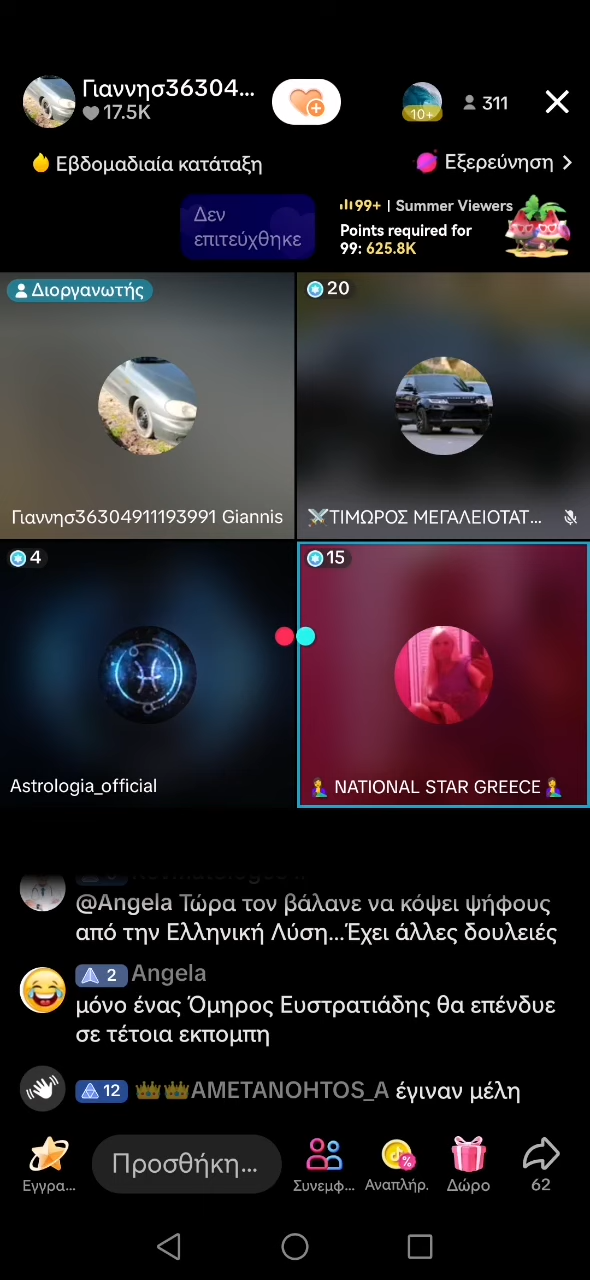 Γιαννησ36304...
17.5K
10+
311
Εβδομαδιαία κατάταξη
Εξερεύνηση
Δεν
επιτεύχθηκε
99+ | Summer Viewers
Points required for
99: 625.8K
Διοργανωτής
20
Γιαννησ36304911193991 Giannis
ΤΙΜΩΡΟΣ ΜΕΓΑΛΕΙΟΤΑΤ...
4
15
Astrologia_official
🤦‍♀️ NATIONAL STAR GREECE 🤦‍♀️
@Angela Τώρα τον βάλανε να κόψει ψήφους
από την Ελληνική Λύση...Έχει άλλες δουλειές
2 Angela
μόνο ένας Όμηρος Ευστρατιάδης θα επένδυε
σε τέτοια εκπομπη
12 👑👑AMETANOHTOS_A έγιναν μέλη
Προσθήκη...
Εγγρα...
Συνεμφ...
Αναπλήρ.
Δώρο
62